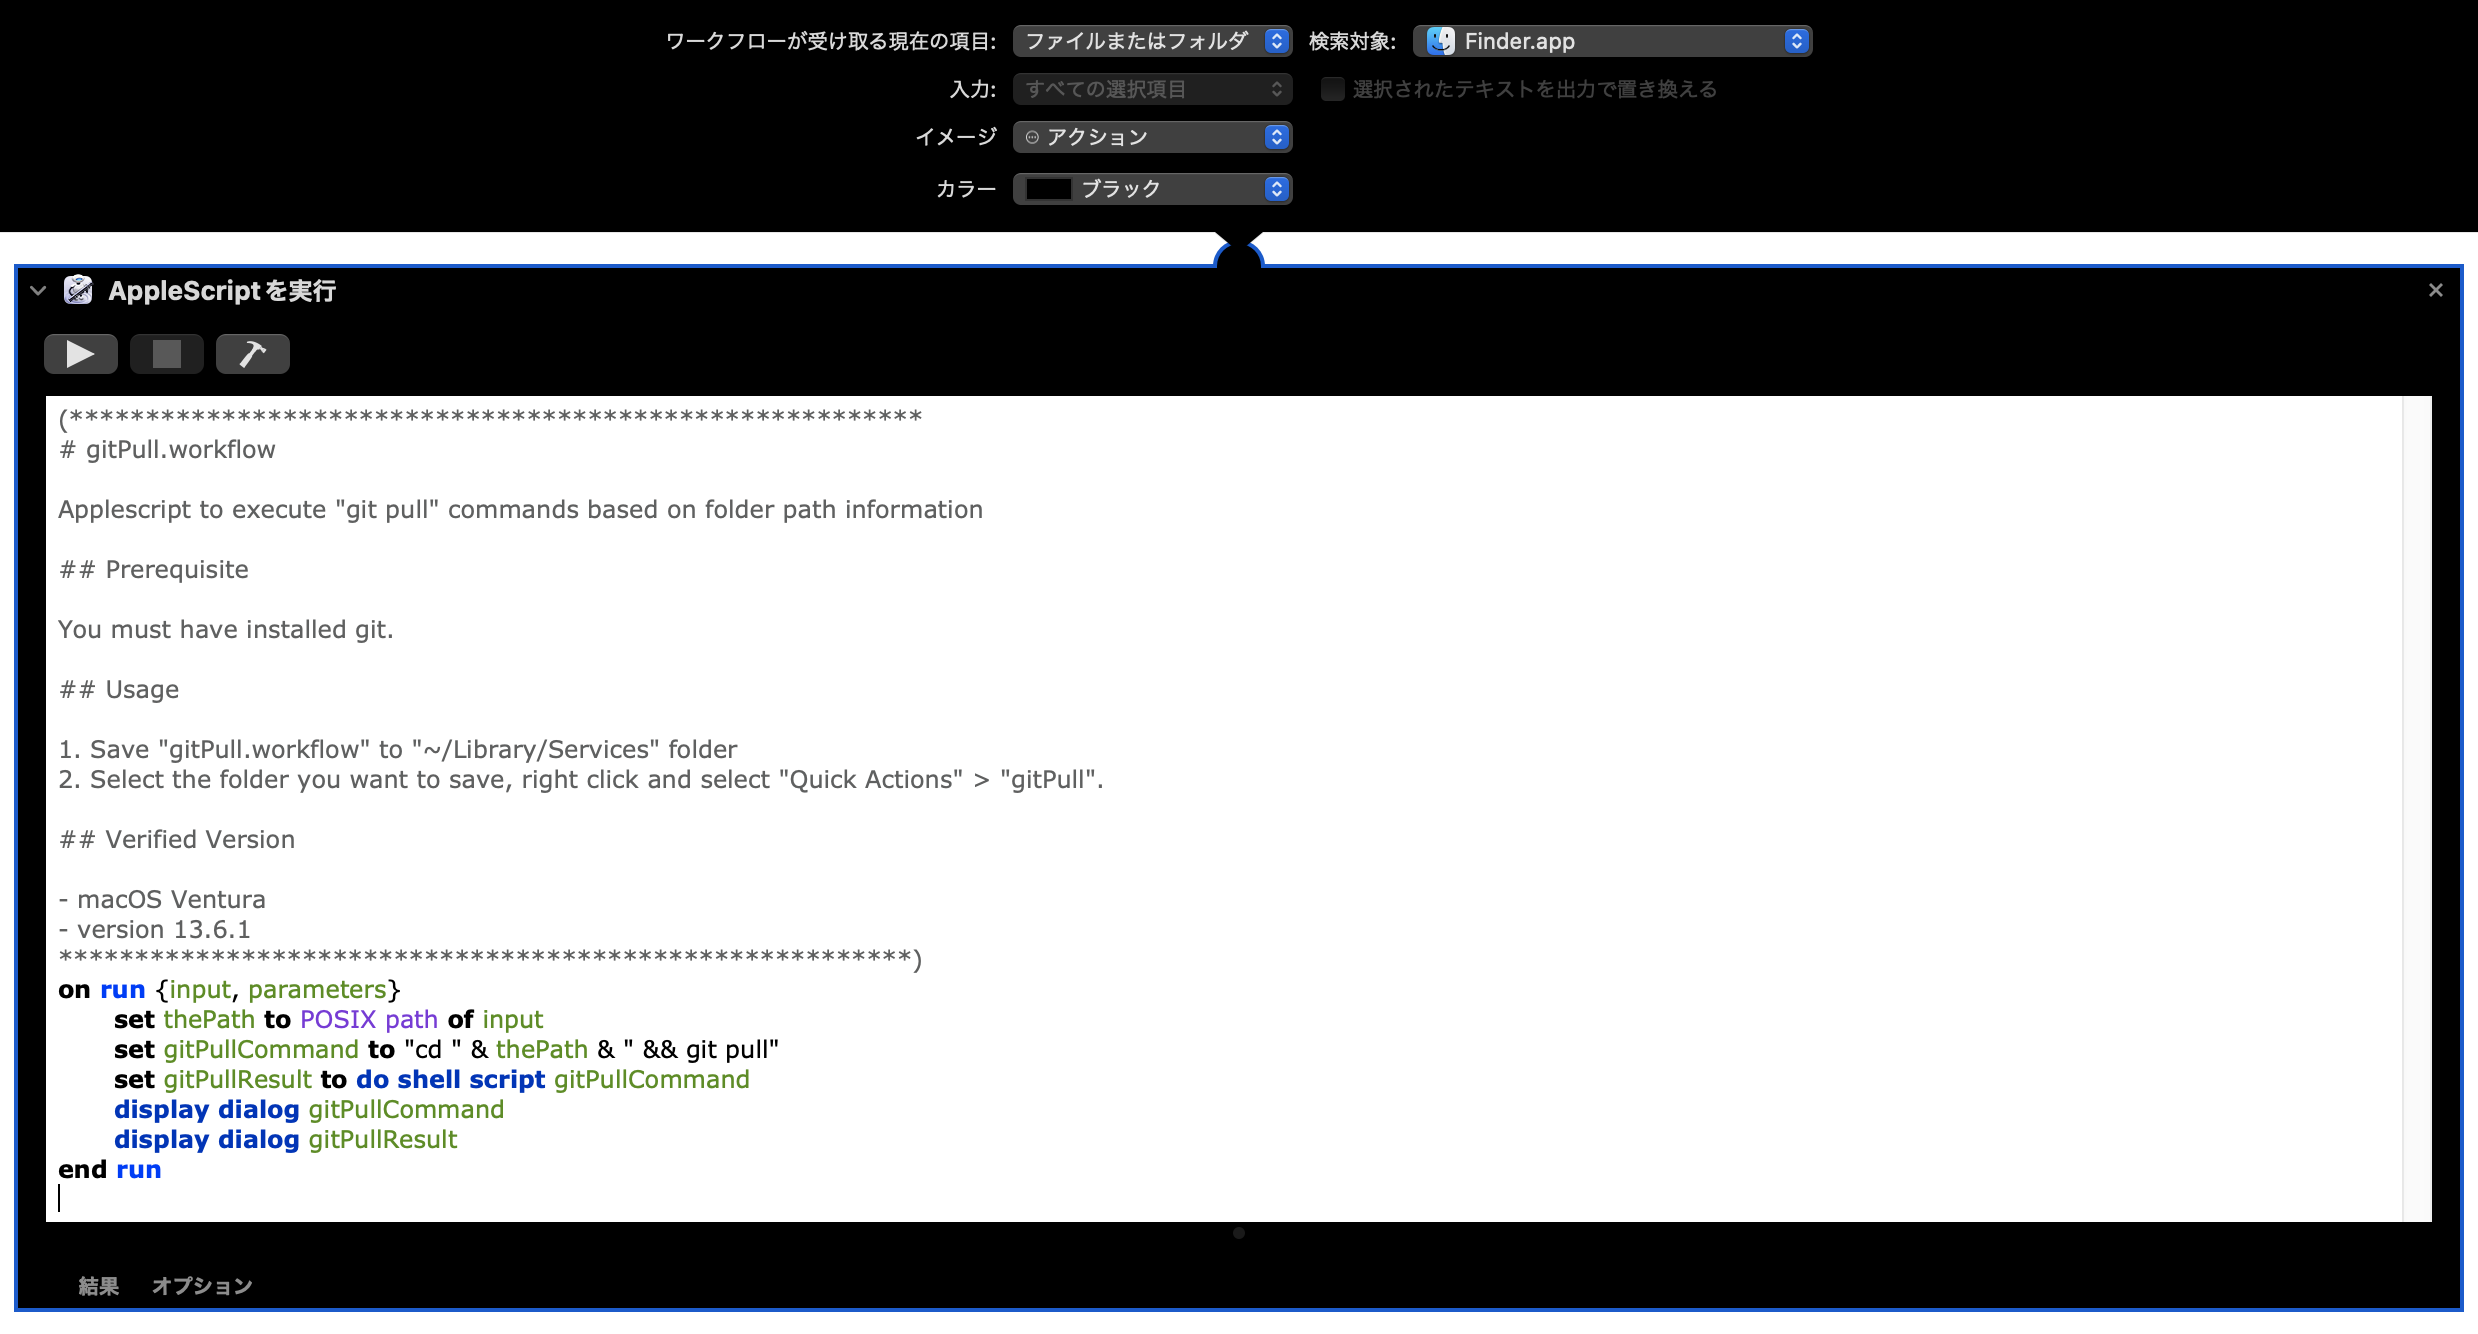 ワークフローが受け取る現在の項目: ファイルまたはフォルダ 検索対象: Finder.app
入力: すべての選択項目 選択されたテキストを出力で置き換える
イメージ アクション
カラー ブラック
AppleScriptを実行
(********************************************************
# gitPull.workflow
Applescript to execute "git pull" commands based on folder path information
## Prerequisite
You must have installed git.
## Usage
1. Save "gitPull.workflow" to "~/Library/Services" folder
2. Select the folder you want to save, right click and select "Quick Actions" > "gitPull".
## Verified Version
- macOS Ventura
- version 13.6.1
********************************************************)
on run {input, parameters}
set thePath to POSIX path of input
set gitPullCommand to "cd " & thePath & " && git pull"
set gitPullResult to do shell script gitPullCommand
display dialog gitPullCommand
display dialog gitPullResult
end run
結果 オプション